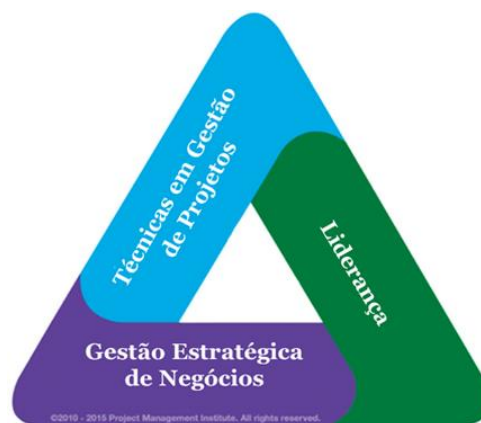 Técnicas em Gestão
de Projetos
Liderança
Gestão Estratégica
de Negócios
©2010 - 2015 Project Management Institute. All rights reserved.